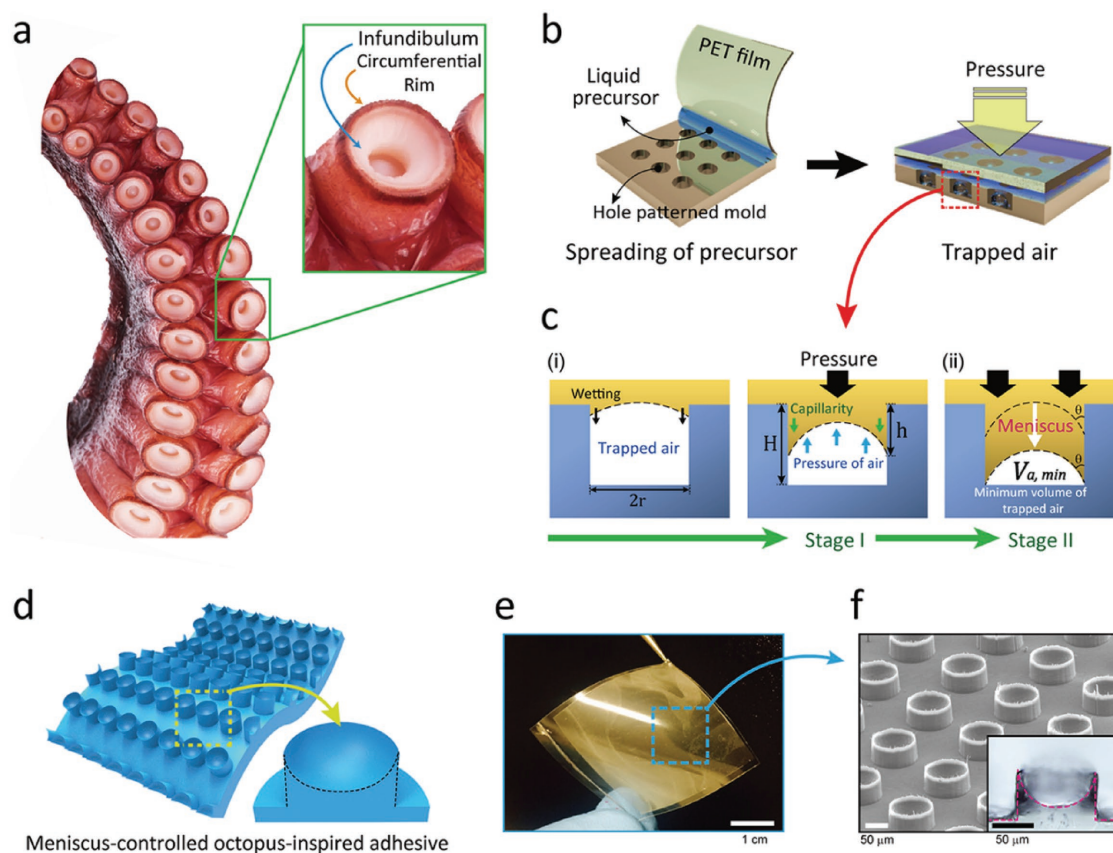 a
Infundibulum
Circumferential
Rim
b
PET film
Liquid
precursor
Hole patterned mold
Spreading of precursor
Pressure
Trapped air
c
(i)
Wetting
Trapped air
2r
Pressure
Capillarity
H
h
Pressure of air
(ii)
θ
Meniscus
θ
Va, min
Minimum volume of
trapped air
Stage I
Stage II
d
Meniscus-controlled octopus-inspired adhesive
e
1 cm
f
50 μm
50 μm